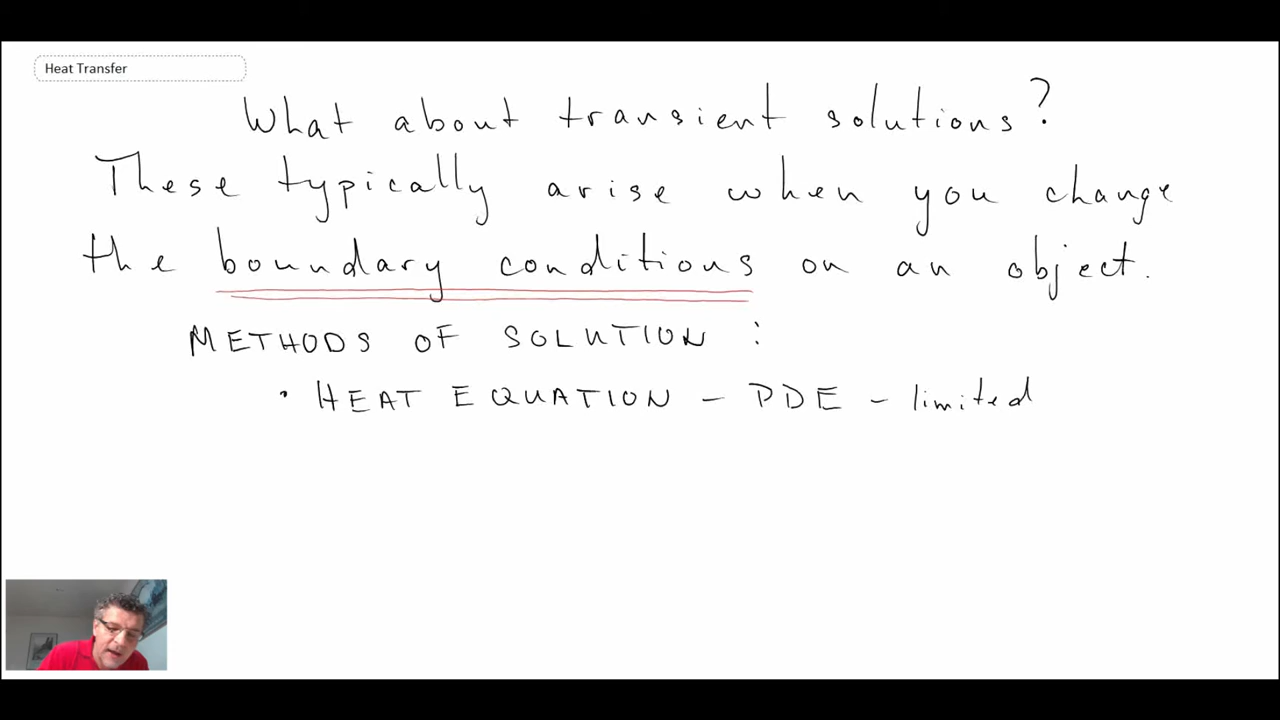 Heat Transfer
What about transient solutions?
These typically arise when you change
the boundary conditions on an object.
METHODS OF SOLUTION :
• HEAT EQUATION – PDE – limited